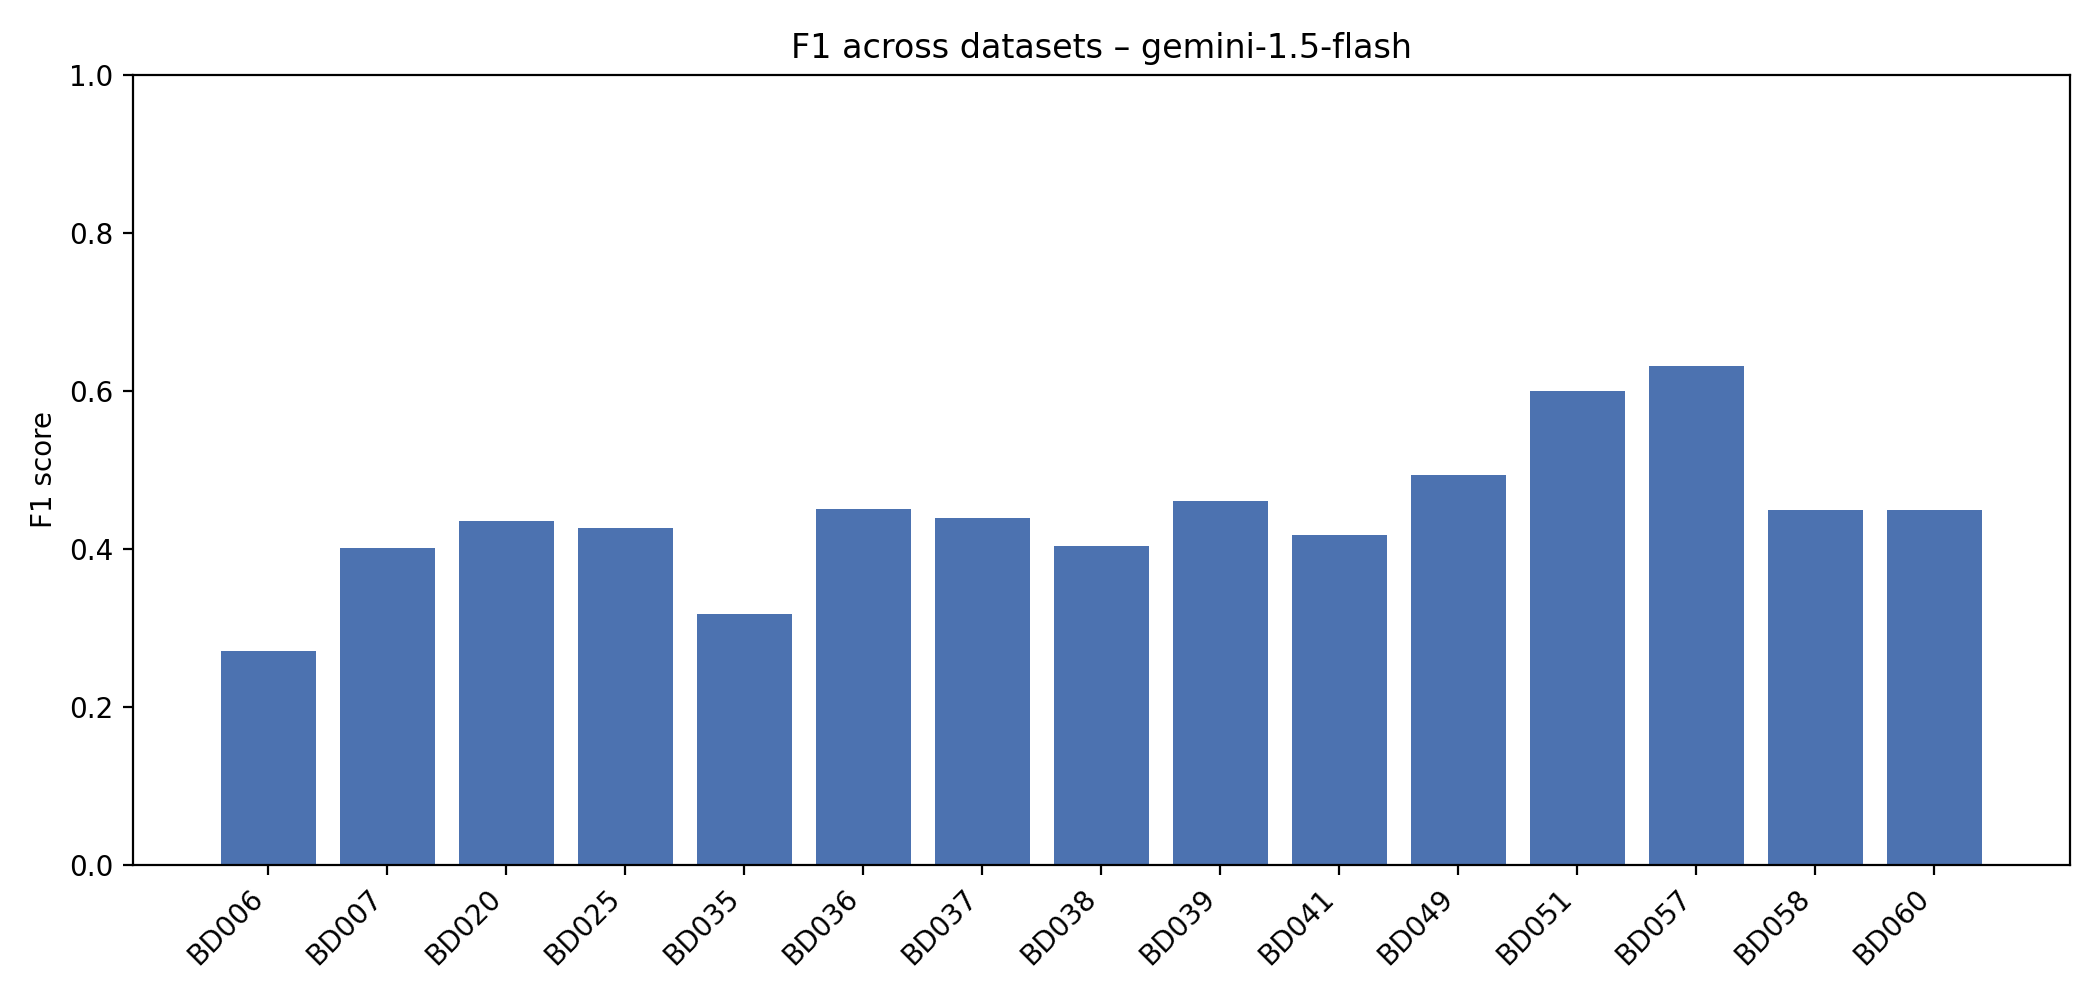 F1 across datasets – gemini-1.5-flash
F1 score
1.0
0.8
0.6
0.4
0.2
0.0
BD006
BD007
BD020
BD025
BD035
BD036
BD037
BD038
BD039
BD041
BD049
BD051
BD057
BD058
BD060